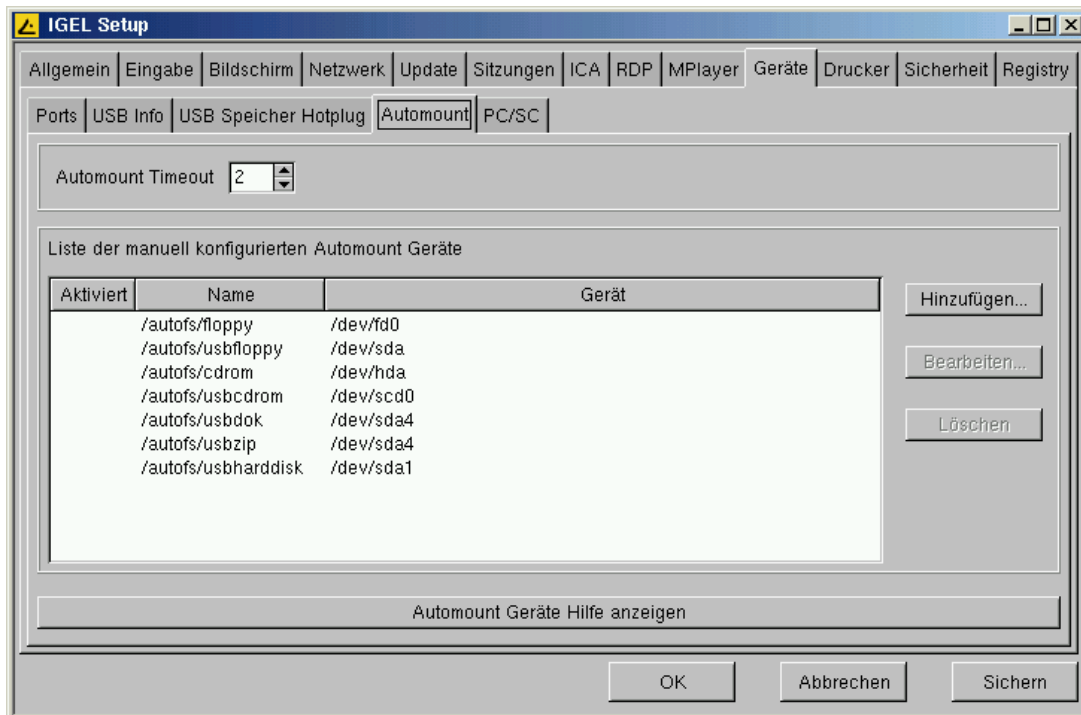 IGEL Setup
Allgemein Eingabe Bildschirm Netzwerk Update Sitzungen ICA RDP MPlayer Geräte Drucker Sicherheit Registry
Ports USB Info USB Speicher Hotplug Automount PC/SC
Automount Timeout 2
Liste der manuell konfigurierten Automount Geräte
Aktiviert Name Gerät
/autofs/floppy /dev/fd0
/autofs/usbfloppy /dev/sda
/autofs/cdrom /dev/hda
/autofs/usbcdrom /dev/scd0
/autofs/usbdok /dev/sda4
/autofs/usbzip /dev/sda4
/autofs/usbharddisk /dev/sda1
Hinzufügen...
Bearbeiten...
Löschen
Automount Geräte Hilfe anzeigen
OK Abbrechen Sichern